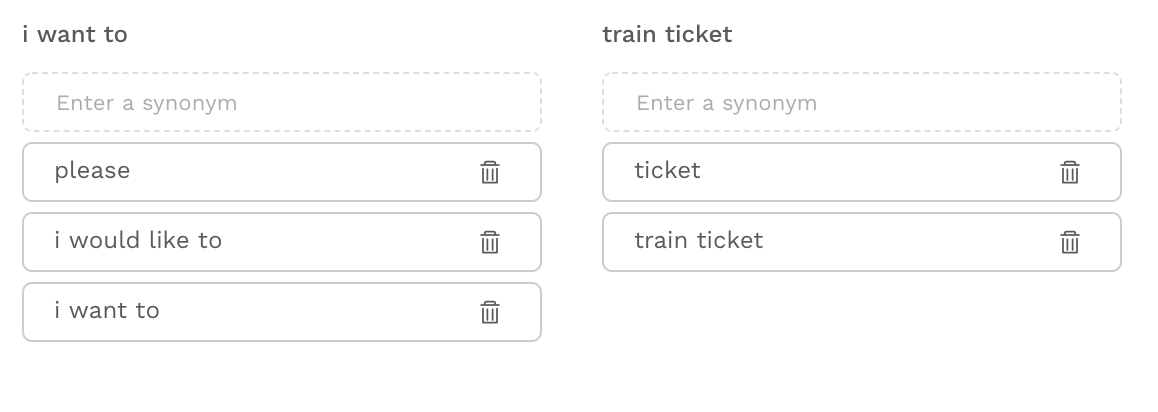 i want to
Enter a synonym
please
i would like to
i want to
train ticket
Enter a synonym
ticket
train ticket